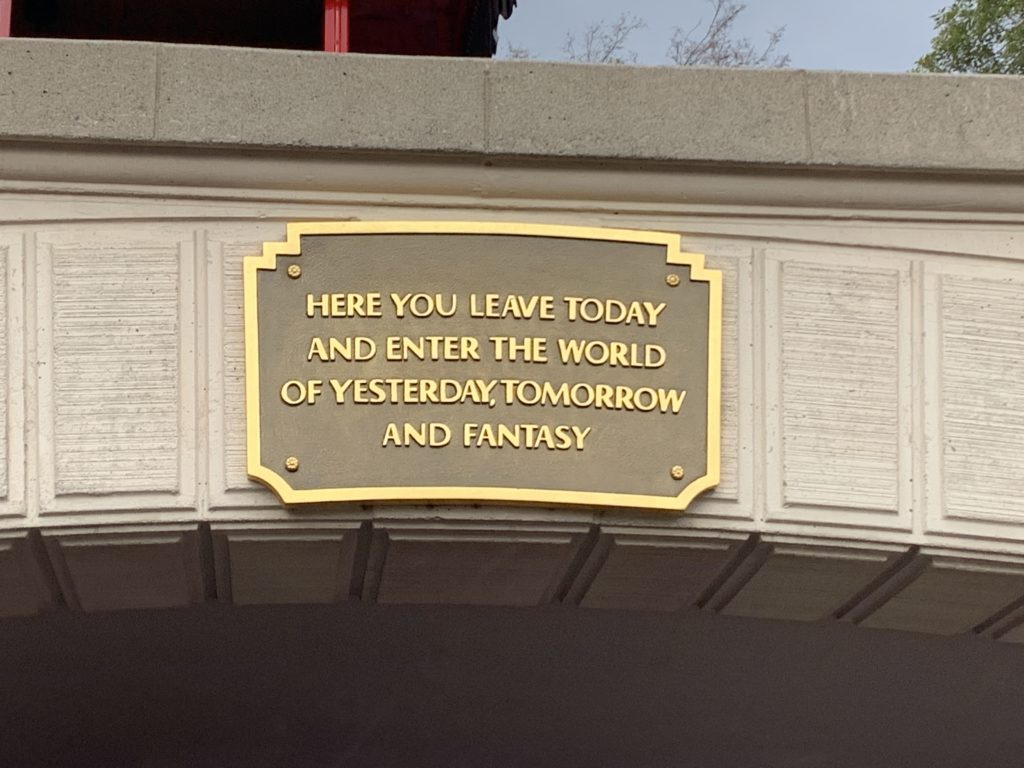 HERE YOU LEAVE TODAY
AND ENTER THE WORLD
OF YESTERDAY, TOMORROW
AND FANTASY